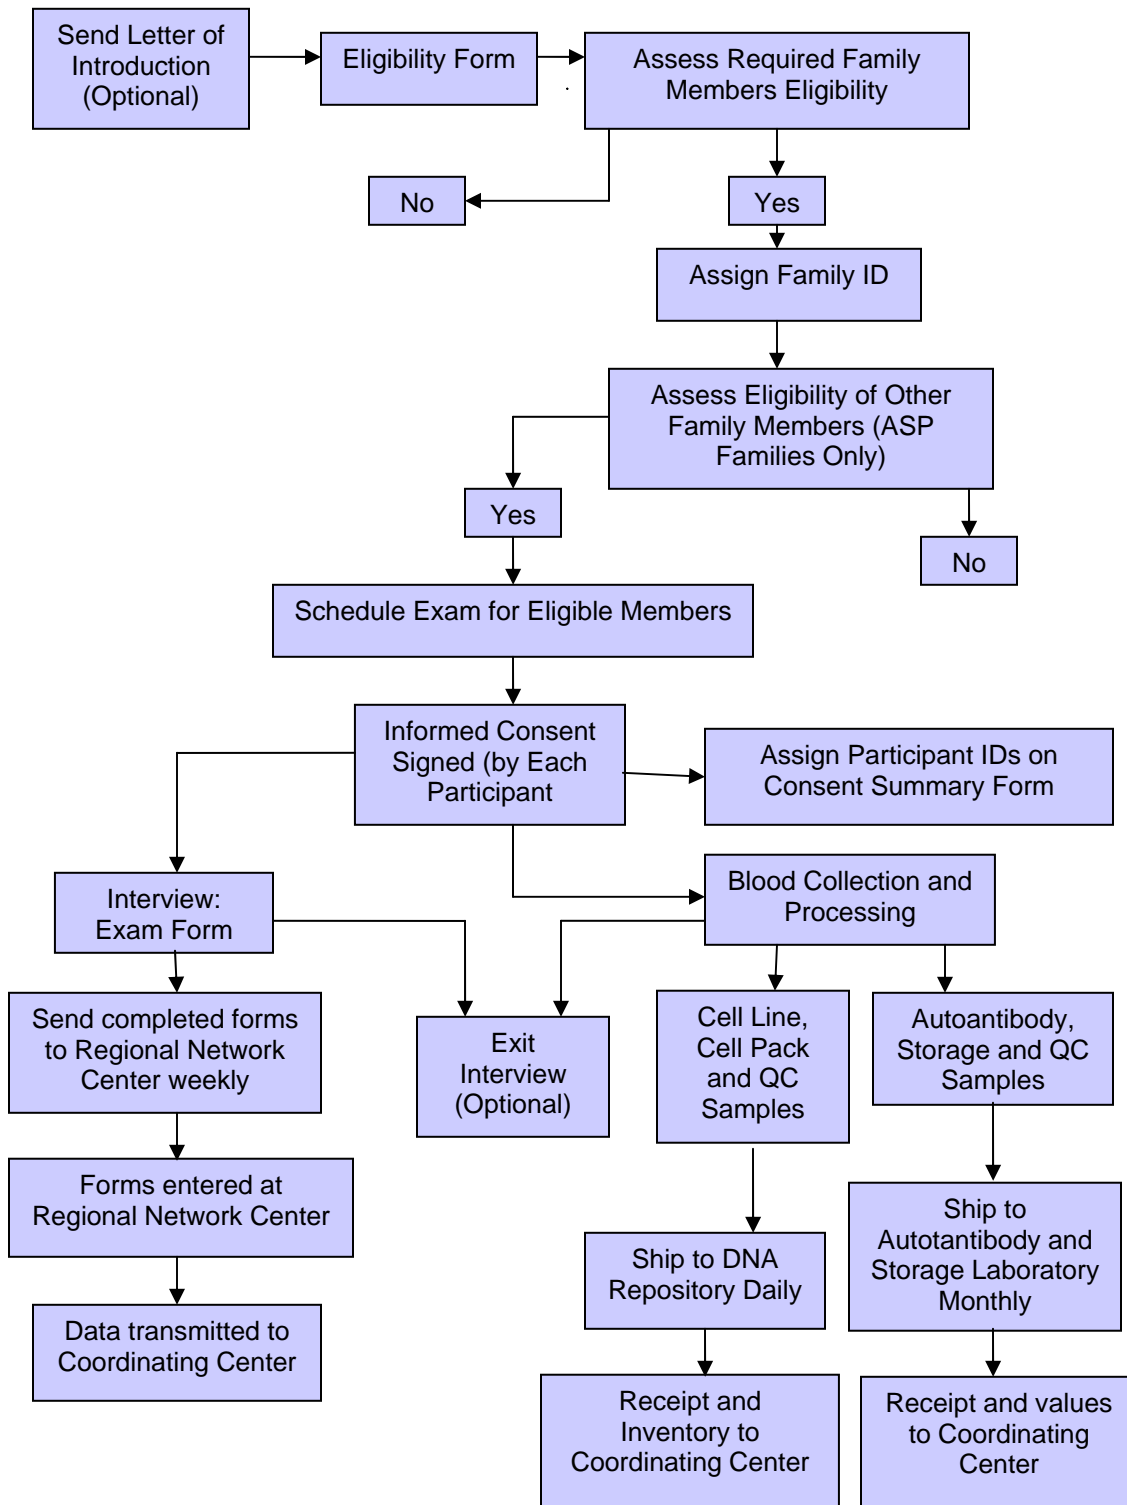 Send Letter of
Introduction
(Optional)
Eligibility Form
Assess Required Family
Members Eligibility
.
No
Yes
Assign Family ID
Assess Eligibility of Other
Family Members (ASP
Families Only)
Yes
No
Schedule Exam for Eligible Members
Informed Consent
Signed (by Each
Participant
Assign Participant IDs on
Consent Summary Form
Interview:
Exam Form
Blood Collection and
Processing
Send completed forms
to Regional Network
Center weekly
Exit
Interview
(Optional)
Cell Line,
Cell Pack
and QC
Samples
Autoantibody,
Storage and QC
Samples
Forms entered at
Regional Network Center
Ship to DNA
Repository Daily
Ship to
Autotantibody and
Storage Laboratory
Monthly
Data transmitted to
Coordinating Center
Receipt and
Inventory to
Coordinating Center
Receipt and values
to Coordinating
Center